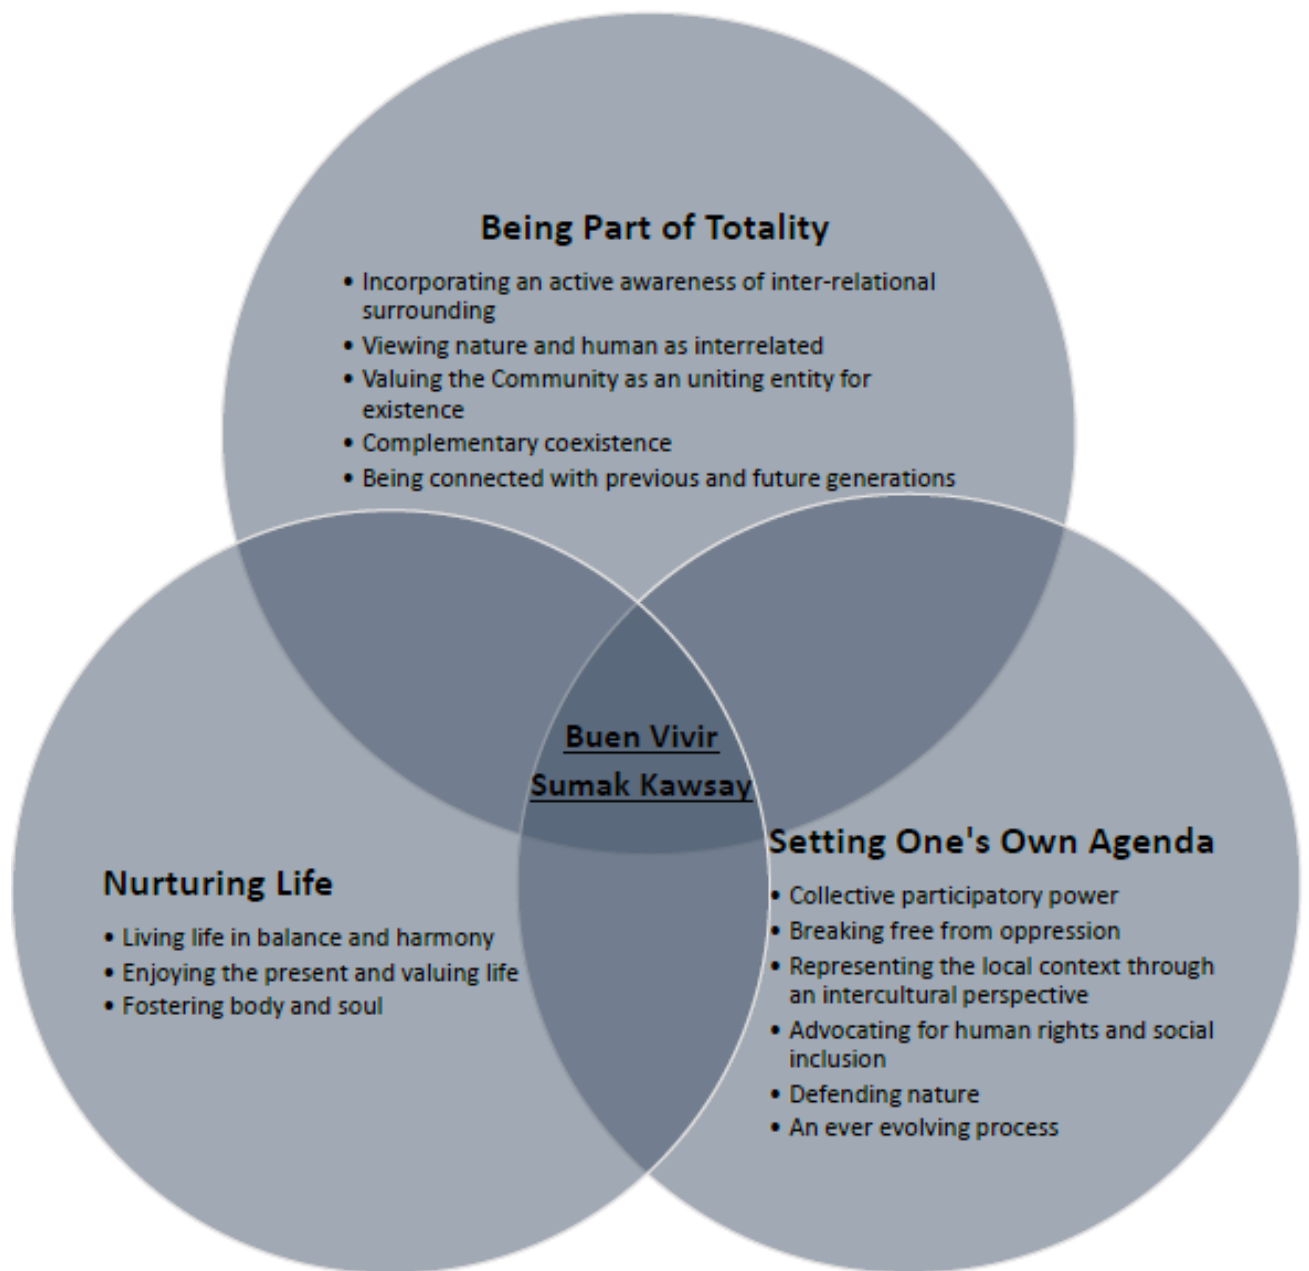 Being Part of Totality
• Incorporating an active awareness of inter-relational
surrounding
• Viewing nature and human as interrelated
• Valuing the Community as an uniting entity for
existence
• Complementary coexistence
• Being connected with previous and future generations
Buen Vivir
Sumak Kawsay
Nurturing Life
• Living life in balance and harmony
• Enjoying the present and valuing life
• Fostering body and soul
Setting One's Own Agenda
• Collective participatory power
• Breaking free from oppression
• Representing the local context through
an intercultural perspective
• Advocating for human rights and social
inclusion
• Defending nature
• An ever evolving process